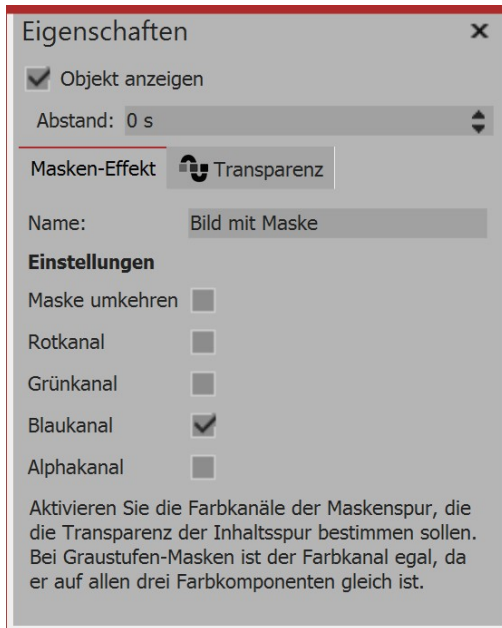 Eigenschaften
Objekt anzeigen
Abstand: 0 s
Masken-Effekt Transparenz
Name: Bild mit Maske
Einstellungen
Maske umkehren
Rotkanal
Grünkanal
Blaukanal
Alphakanal
Aktivieren Sie die Farbkanäle der Maskenspur, die
die Transparenz der Inhaltsspur bestimmen sollen.
Bei Graustufen-Masken ist der Farbkanal egal, da
er auf allen drei Farbkomponenten gleich ist.